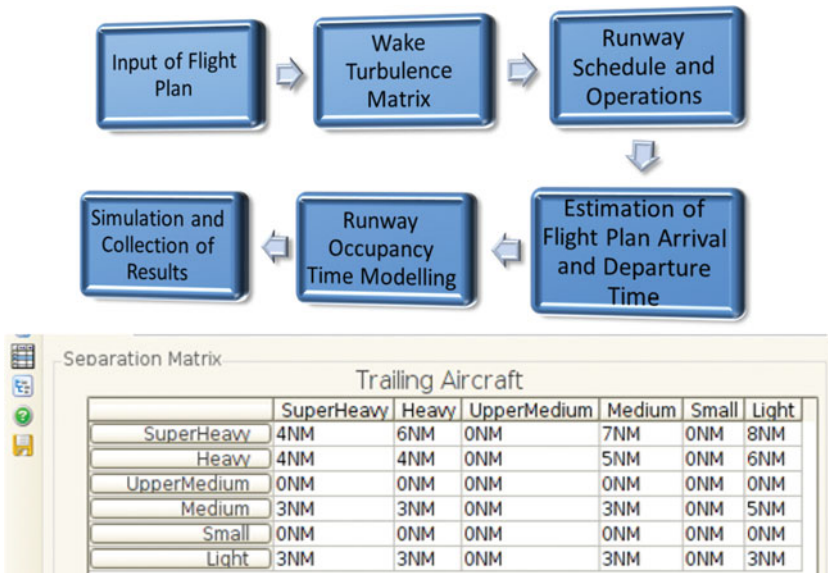 Input of Flight
Plan
Wake
Turbulence
Matrix
Runway
Schedule and
Operations
Simulation and
Collection of
Results
Runway
Occupancy
Time Modelling
Estimation of
Flight Plan Arrival
and Departure
Time
Separation Matrix
Trailing Aircraft
SuperHeavy Heavy UpperMedium Medium Small Light
SuperHeavy 4NM 6NM 0NM 7NM 0NM 8NM
Heavy 4NM 4NM 0NM 5NM 0NM 6NM
UpperMedium 0NM 0NM 0NM 0NM 0NM 0NM
Medium 3NM 3NM 0NM 3NM 0NM 5NM
Small 0NM 0NM 0NM 0NM 0NM 0NM
Light 3NM 3NM 0NM 3NM 0NM 3NM